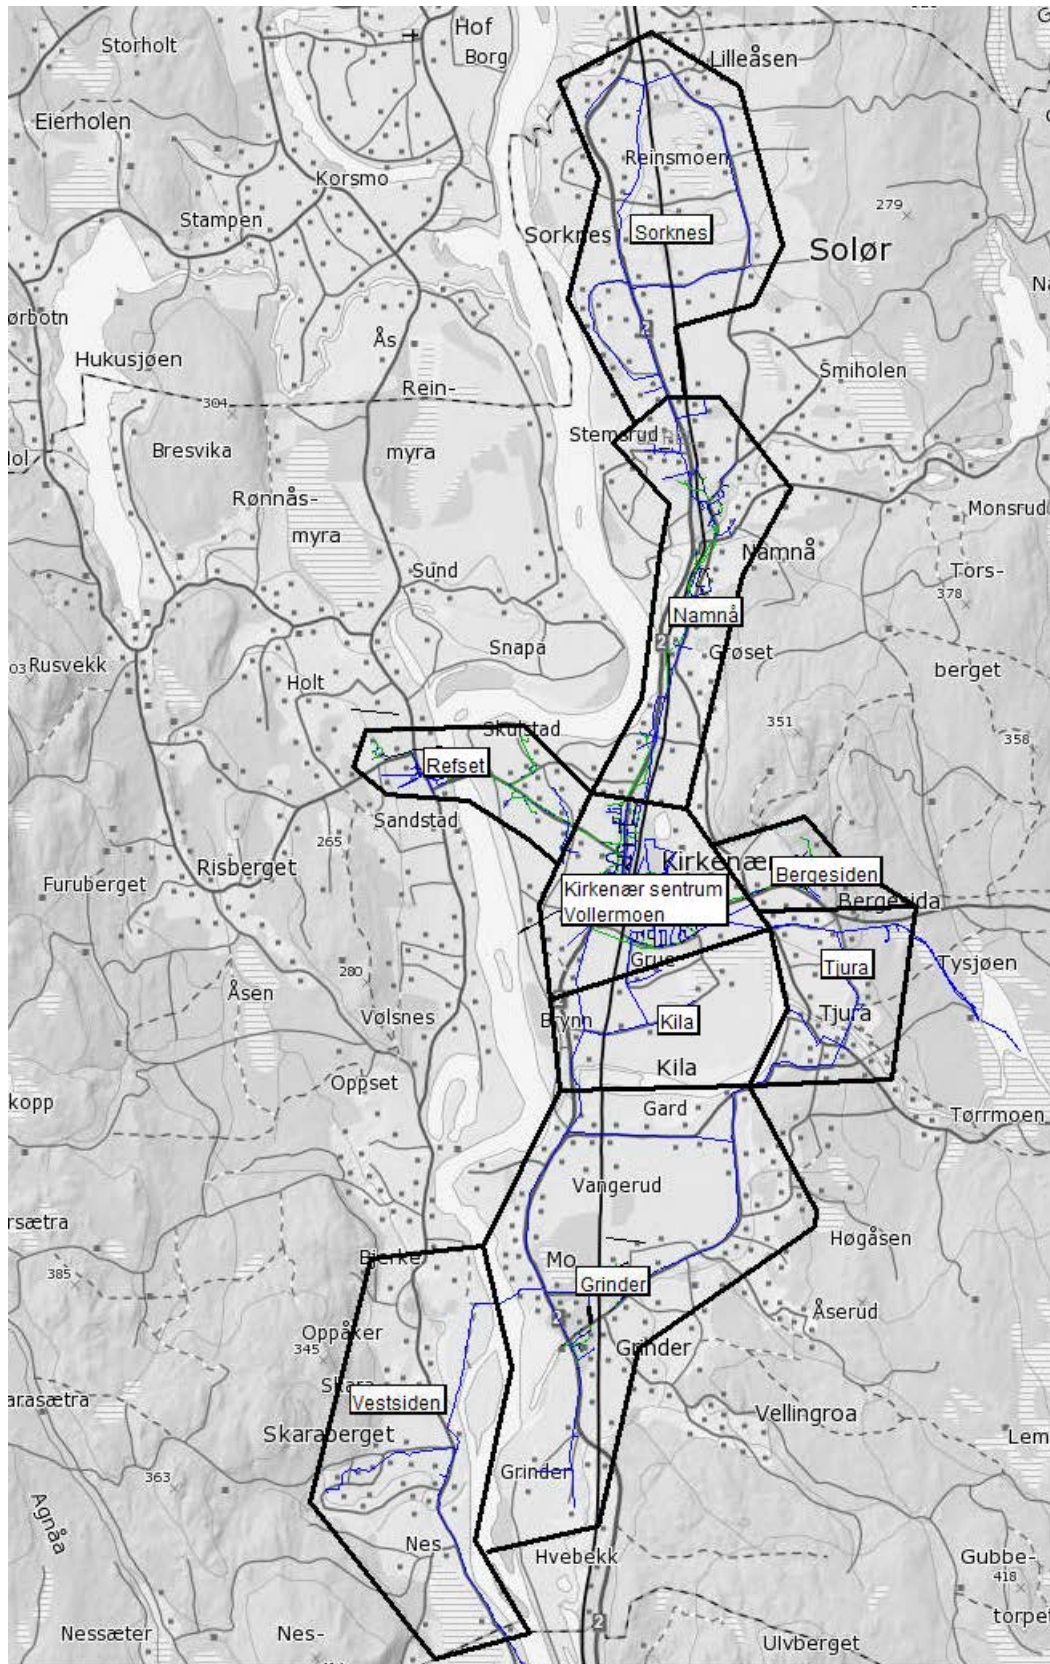 Hof
Borg
Storholt
Lilleåsen
Eierholen
Reinsmoen
Korsmo
Stampen
279
Sorknes
Sorknes
Solør
ørbotn
Hukusjøen
2
Ås
Rein-
Smiholen
304
Stemsrud
Bresvika
myra
Rønnås-
Monsrud
myra
Namnå
Sund
Tors-
378
Namnå
2
Snapa
Grøset
Rusvekk
berget
Holt
351
Skulstad
358
Refset
Sandstad
265
Risberget
Kirkenær
Furuberget
Bergesiden
Kirkenær sentrum
Vollermoen
Bergesida
Grue
Tjura
Tysjøen
280
Åsen
Vølsnes
Brynn
Kila
Tjura
Kila
Oppset
kopp
Gard
Tørrmoen
Vangerud
rsætra
Høgåsen
Bjerke
Mo
385
Grinder
2
Åserud
Oppåker
345
Grinder
Skara
arasætra
Vestsiden
Vellingroa
Skaraberget
Lem
Grinder
363
Agnåa
Nes
Hvebekk
Gubbe-
418
torpet
2
Nessæter
Nes-
Ulvberget